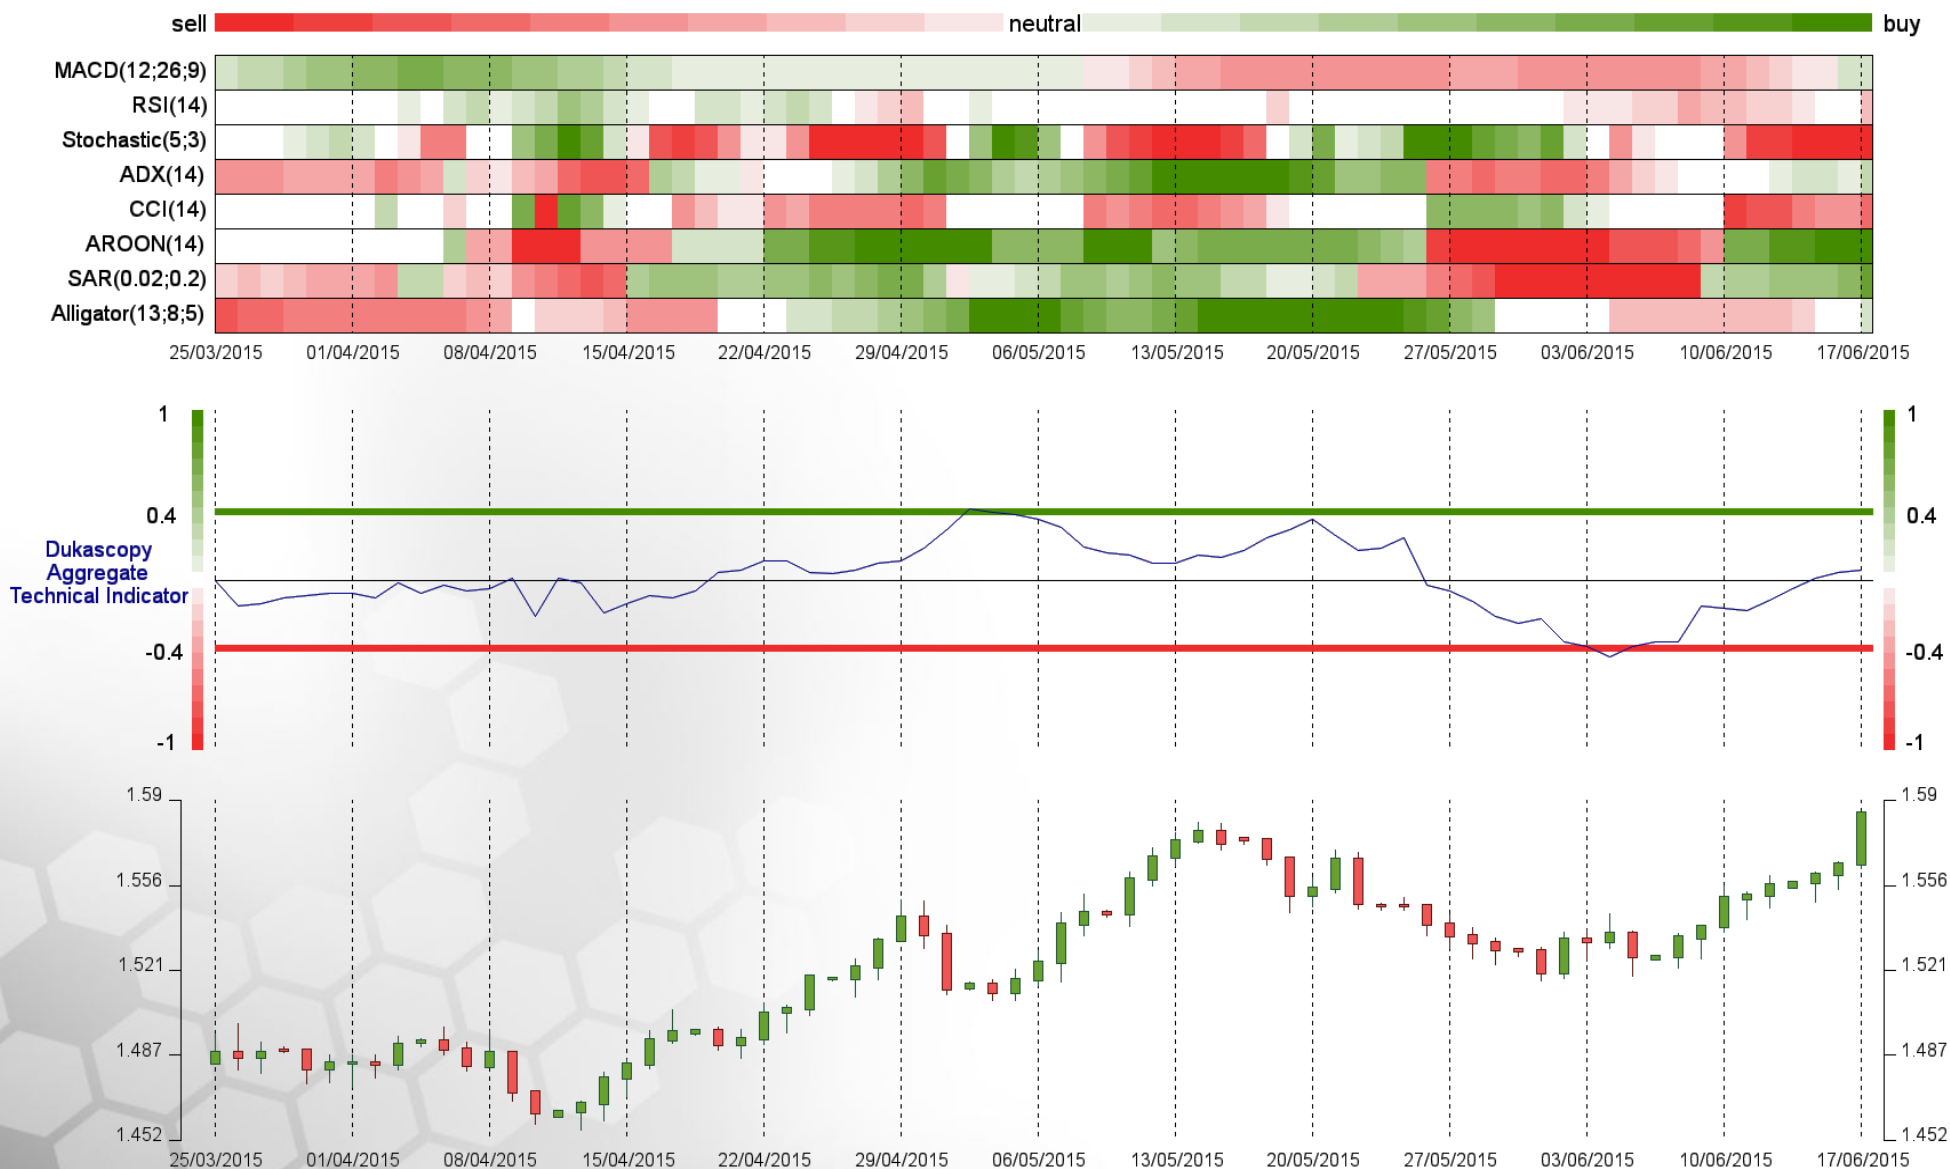 sell neutral buy
MACD(12;26;9)
RSI(14)
Stochastic(5;3)
ADX(14)
CCI(14)
AROON(14)
SAR(0.02;0.2)
Alligator(13;8;5)
25/03/2015 01/04/2015 08/04/2015 15/04/2015 22/04/2015 29/04/2015 06/05/2015 13/05/2015 20/05/2015 27/05/2015 03/06/2015 10/06/2015 17/06/2015
1 1
0.4 0.4
Dukascopy
Aggregate
Technical Indicator
-0.4 -0.4
-1 -1
1.59 1.59
1.556 1.556
1.521 1.521
1.487 1.487
1.452 1.452
25/03/2015 01/04/2015 08/04/2015 15/04/2015 22/04/2015 29/04/2015 06/05/2015 13/05/2015 20/05/2015 27/05/2015 03/06/2015 10/06/2015 17/06/2015